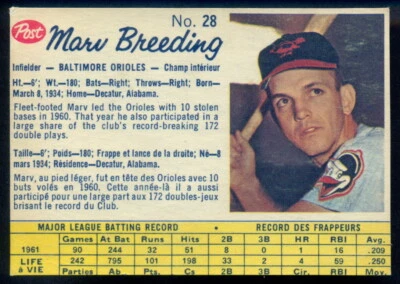 Post
No. 28
Marv Breeding
Infielder – BALTIMORE ORIOLES – Champ intérieur
Ht.–6'; Wt.–180; Bats–Right; Throws–Right; Born–
March 8, 1934; Home–Decatur, Alabama.
Fleet-footed Marv led the Orioles with 10 stolen
bases in 1960. That year he also participated in a
large share of the club's record-breaking 172
double plays.
Taille–6'; Poids–180; Frappe et lance de la droite; Né–8
mars 1934; Résidence–Decatur, Alabama.
Marv, au pied léger, fut en tête des Orioles avec 10
buts volés en 1960. Cette année-là il a aussi
participé pour une large part aux 172 doubles-jeux
brisant le record du Club.
MAJOR LEAGUE BATTING RECORD • RECORD DES FRAPPEURS
Games At Bat Runs Hits 2B 3B HR RBI Avg.
1961 90 244 32 51 8 0 1 16 .209
LIFE à VIE 242 795 101 198 33 2 4 59 .250
Parties Au Bâton Points C. sûrs 2B 3B Circ. PP Moy.